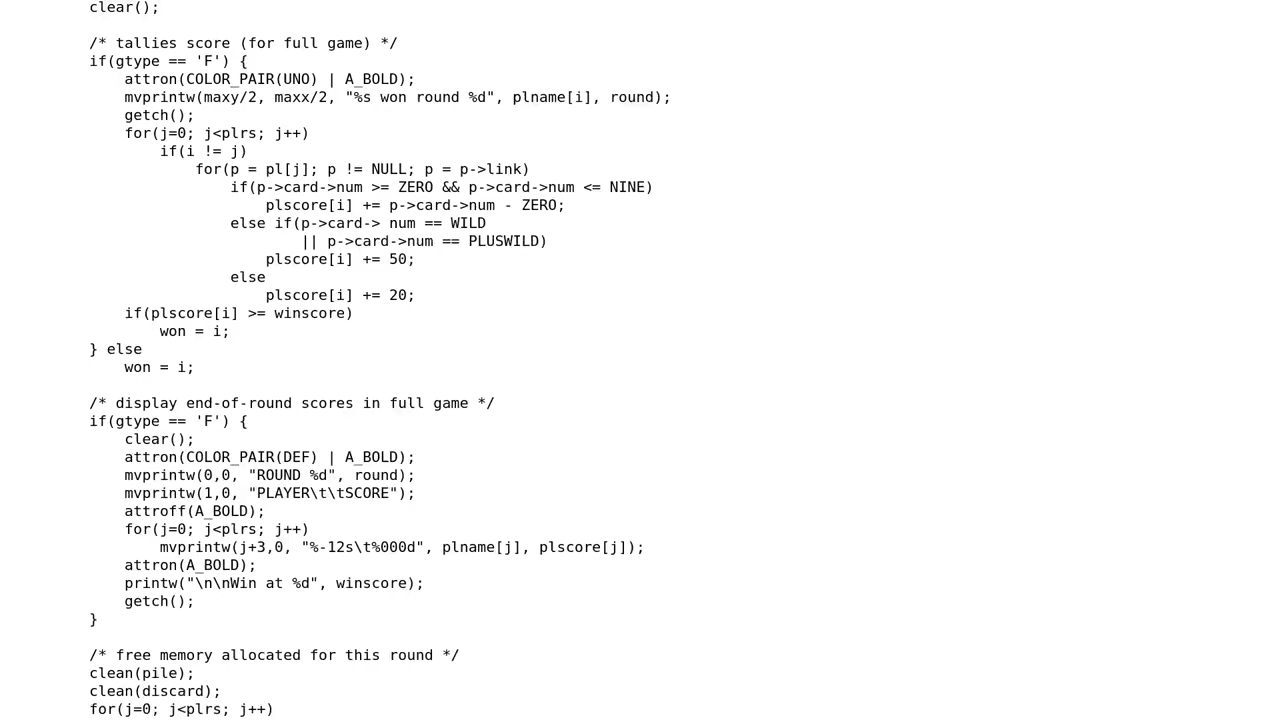 clear();
/* tallies score (for full game) */
if(gtype == 'F') {
attron(COLOR_PAIR(UNO) | A_BOLD);
mvprintw(maxy/2, maxx/2, "%s won round %d", plname[i], round);
getch();
for(j=0; j<plrs; j++)
if(i != j)
for(p = pl[j]; p != NULL; p = p->link)
if(p->card->num >= ZERO && p->card->num <= NINE)
plscore[i] += p->card->num - ZERO;
else if(p->card-> num == WILD
|| p->card->num == PLUSWILD)
plscore[i] += 50;
else
plscore[i] += 20;
if(plscore[i] >= winscore)
won = i;
} else
won = i;
/* display end-of-round scores in full game */
if(gtype == 'F') {
clear();
attron(COLOR_PAIR(DEF) | A_BOLD);
mvprintw(0,0, "ROUND %d", round);
mvprintw(1,0, "PLAYER\t\tSCORE");
attroff(A_BOLD);
for(j=0; j<plrs; j++)
mvprintw(j+3,0, "%-12s\t%000d", plname[j], plscore[j]);
attron(A_BOLD);
printw("\n\nWin at %d", winscore);
getch();
}
/* free memory allocated for this round */
clean(pile);
clean(discard);
for(j=0; j<plrs; j++)